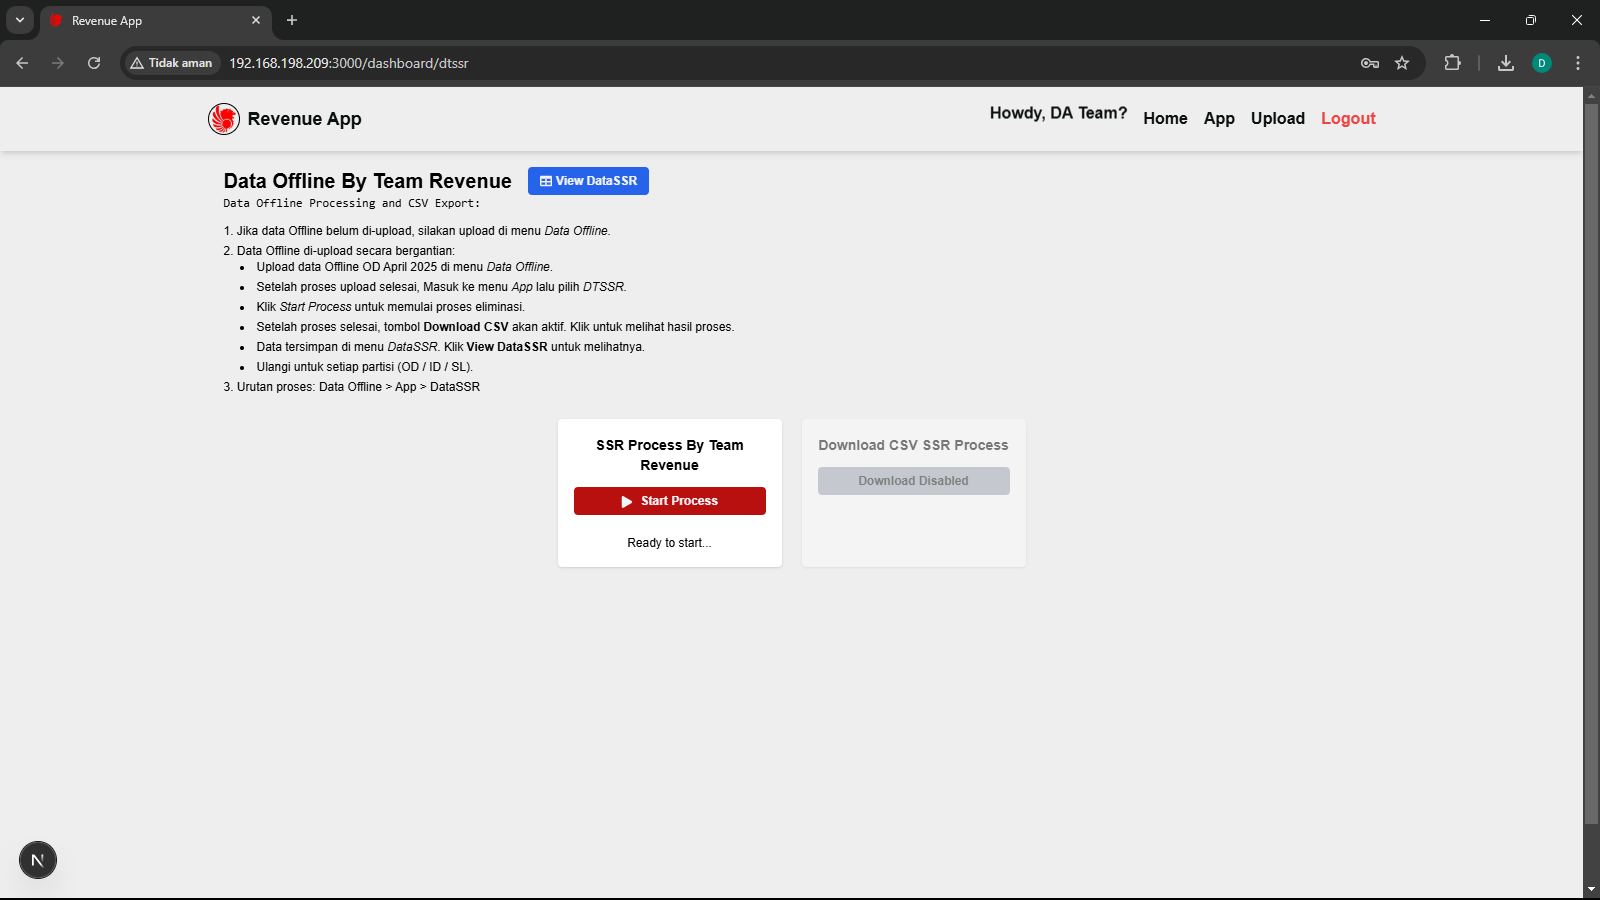 Revenue App
Tidak aman
192.168.198.209:3000/dashboard/dtssr
D
Revenue App
Howdy, DA Team?
Home
App
Upload
Logout
Data Offline By Team Revenue
View DataSSR
Data Offline Processing and CSV Export:
1. Jika data Offline belum di-upload, silakan upload di menu Data Offline.
2. Data Offline di-upload secara bergantian:
• Upload data Offline OD April 2025 di menu Data Offline.
• Setelah proses upload selesai, Masuk ke menu App lalu pilih DTSSR.
• Klik Start Process untuk memulai proses eliminasi.
• Setelah proses selesai, tombol Download CSV akan aktif. Klik untuk melihat hasil proses.
• Data tersimpan di menu DataSSR. Klik View DataSSR untuk melihatnya.
• Ulangi untuk setiap partisi (OD / ID / SL).
3. Urutan proses: Data Offline > App > DataSSR
SSR Process By Team
Revenue
Start Process
Ready to start...
Download CSV SSR Process
Download Disabled
N